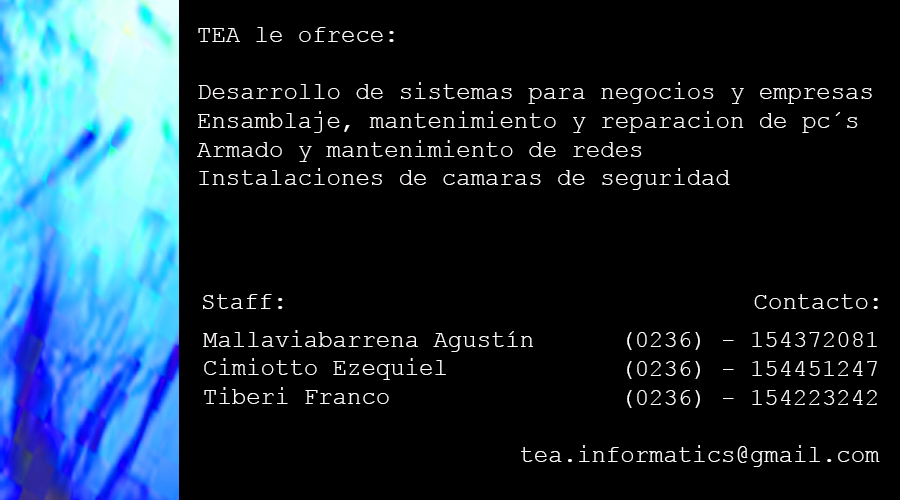 TEA le ofrece:
Desarrollo de sistemas para negocios y empresas
Ensamblaje, mantenimiento y reparacion de pc´s
Armado y mantenimiento de redes
Instalaciones de camaras de seguridad
Staff: Contacto:
Mallaviabarrena Agustín (0236) - 154372081
Cimiotto Ezequiel (0236) - 154451247
Tiberi Franco (0236) - 154223242
tea.informatics@gmail.com